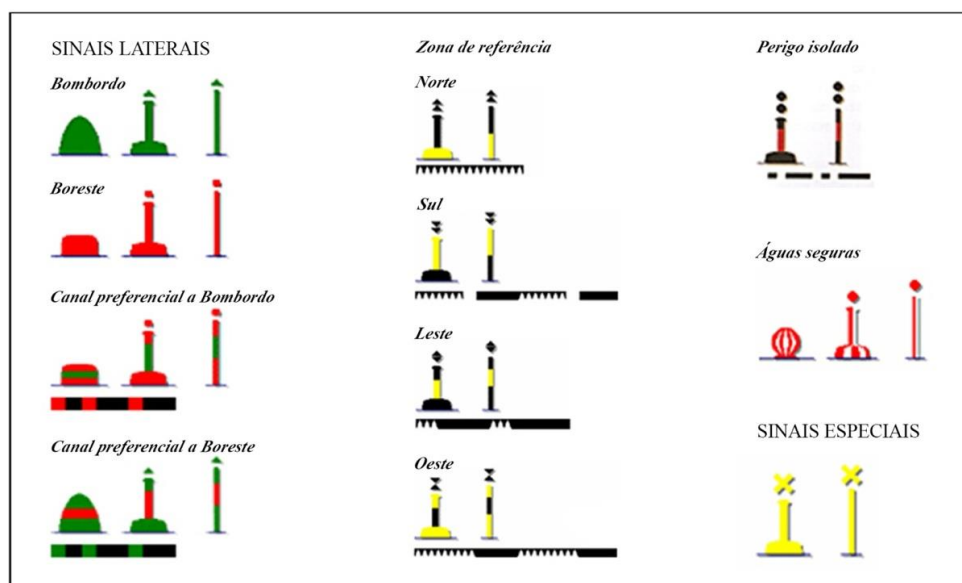 SINAIS LATERAIS
Bombordo
Boreste
Canal preferencial a Bombordo
Canal preferencial a Boreste
Zona de referência
Norte
Sul
Leste
Oeste
Perigo isolado
Águas seguras
SINAIS ESPECIAIS